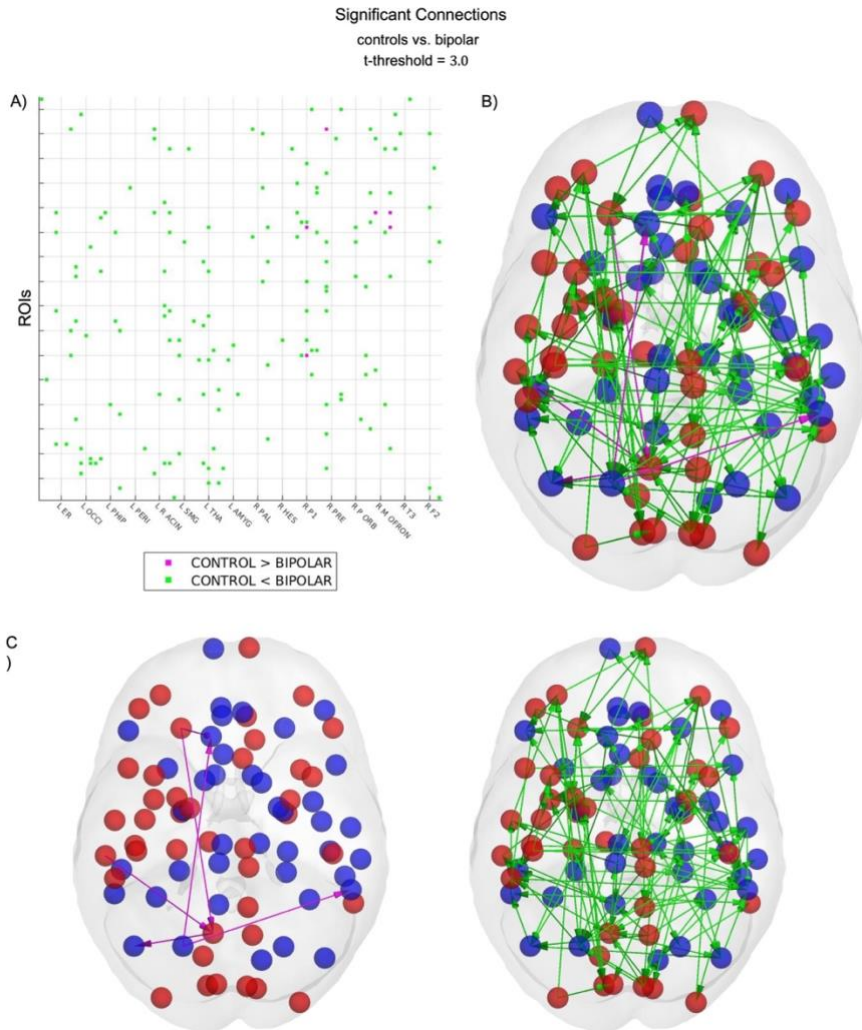 Significant Connections
controls vs. bipolar
t-threshold = 3.0
A)
B)
ROIs
L ER
L OCCI
L PHIP
L PERI
L R ACIN
L SMG
L THA
L AMYG
R PAL
R HES
R P1
R PRE
R P ORB
R M OFRON
R T3
R F2
CONTROL > BIPOLAR
CONTROL < BIPOLAR
C
)